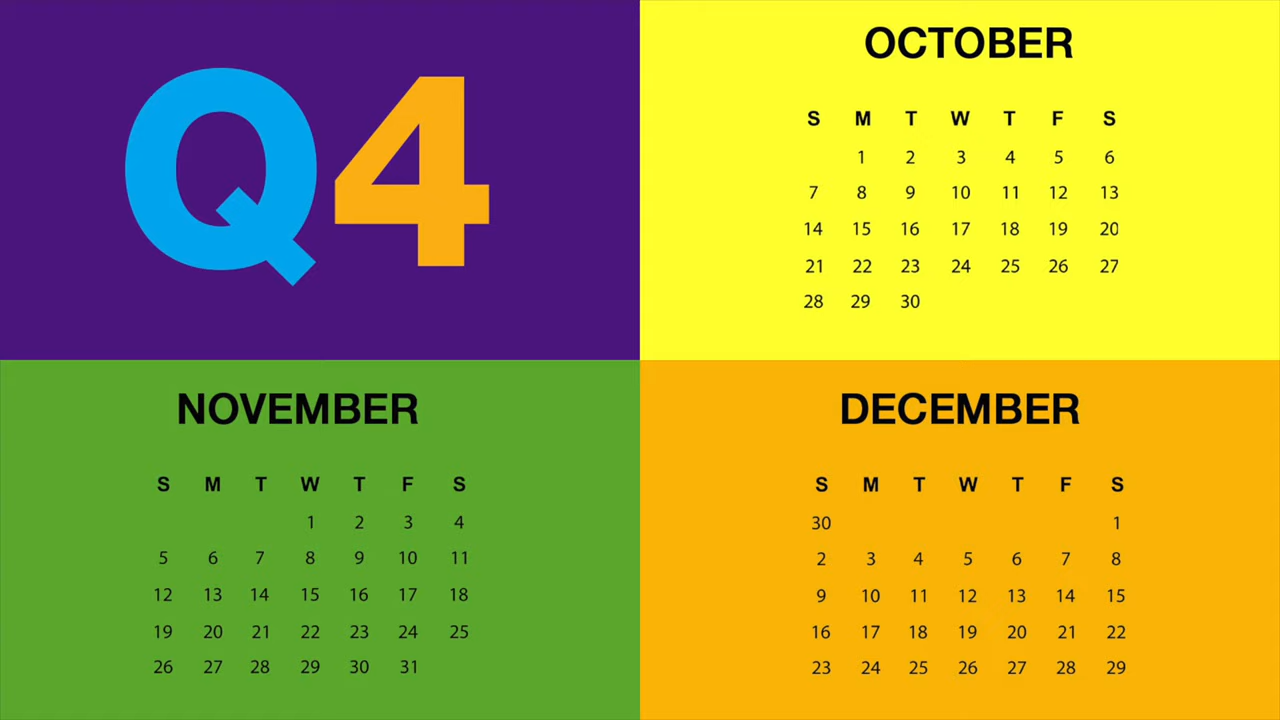 Q4
OCTOBER
S M T W T F S
1 2 3 4 5 6
7 8 9 10 11 12 13
14 15 16 17 18 19 20
21 22 23 24 25 26 27
28 29 30
NOVEMBER
S M T W T F S
1 2 3 4
5 6 7 8 9 10 11
12 13 14 15 16 17 18
19 20 21 22 23 24 25
26 27 28 29 30 31
DECEMBER
S M T W T F S
30 1
2 3 4 5 6 7 8
9 10 11 12 13 14 15
16 17 18 19 20 21 22
23 24 25 26 27 28 29